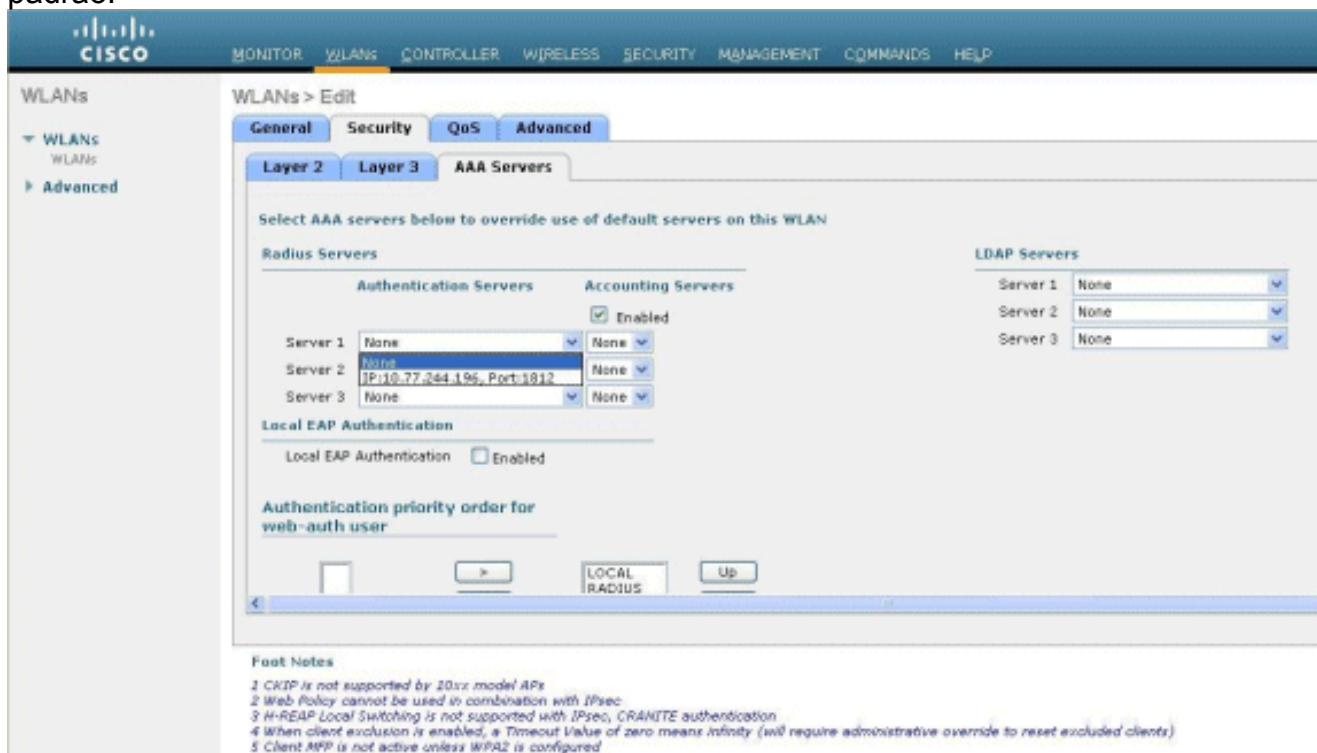 padrão.
CISCO
MONITOR WLANs CONTROLLER WIRELESS SECURITY MANAGEMENT COMMANDS HELP
WLANs
WLANs
WLANs
Advanced
WLANs > Edit
General Security QoS Advanced
Layer 2 Layer 3 AAA Servers
Select AAA servers below to override use of default servers on this WLAN
Radius Servers
LDAP Servers
Authentication Servers Accounting Servers
Enabled
Server 1 None None
None
IP:10.77.244.196, Port:1812
Server 2 None
Server 3 None None
Server 1 None
Server 2 None
Server 3 None
Local EAP Authentication
Local EAP Authentication Enabled
Authentication priority order for
web-auth user
>
LOCAL
RADIUS
Up
Foot Notes
1 CKIP is not supported by 10xx model APs
2 Web Policy cannot be used in combination with IPsec
3 H-REAP Local Switching is not supported with IPsec, CRANITE authentication
4 When client exclusion is enabled, a Timeout Value of zero means infinity (will require administrative override to reset excluded clients)
5 Client MFP is not active unless WPA2 is configured